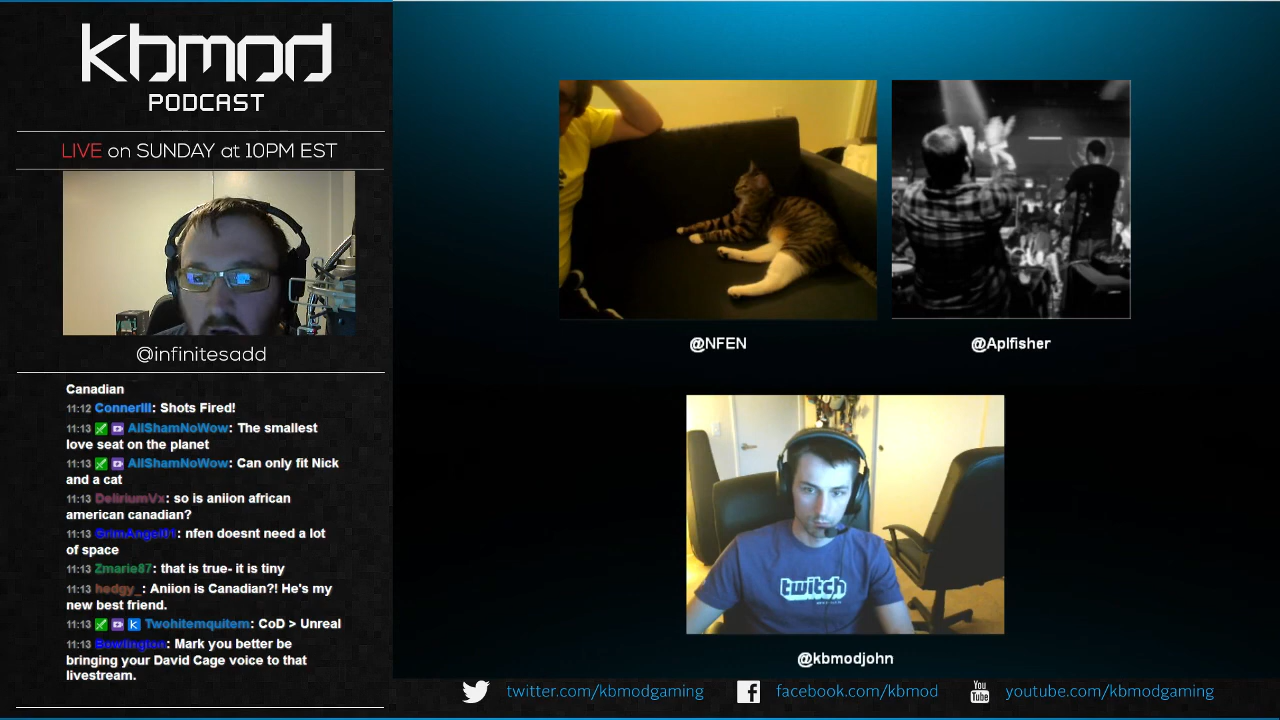 kbmod
PODCAST
LIVE on SUNDAY at 10PM EST
@infinitesadd
Canadian
11:12 ConnerIII: Shots Fired!
11:13 AllShamNoWow: The smallest
love seat on the planet
11:13 AllShamNoWow: Can only fit Nick
and a cat
11:13 DeliriumVx: so is aniion african
american canadian?
11:13 GrimAngel01: nfen doesnt need a lot
of space
11:13 Zmarie87: that is true- it is tiny
11:13 hedgy_: Aniion is Canadian?! He's my
new best friend.
11:13 K Twohitemquitem: CoD > Unreal
11:13 Bowlington: Mark you better be
bringing your David Cage voice to that
livestream.
@NFEN
@Aplfisher
twitch
@kbmodjohn
twitter.com/kbmodgaming
f facebook.com/kbmod
You Tube youtube.com/kbmodgaming